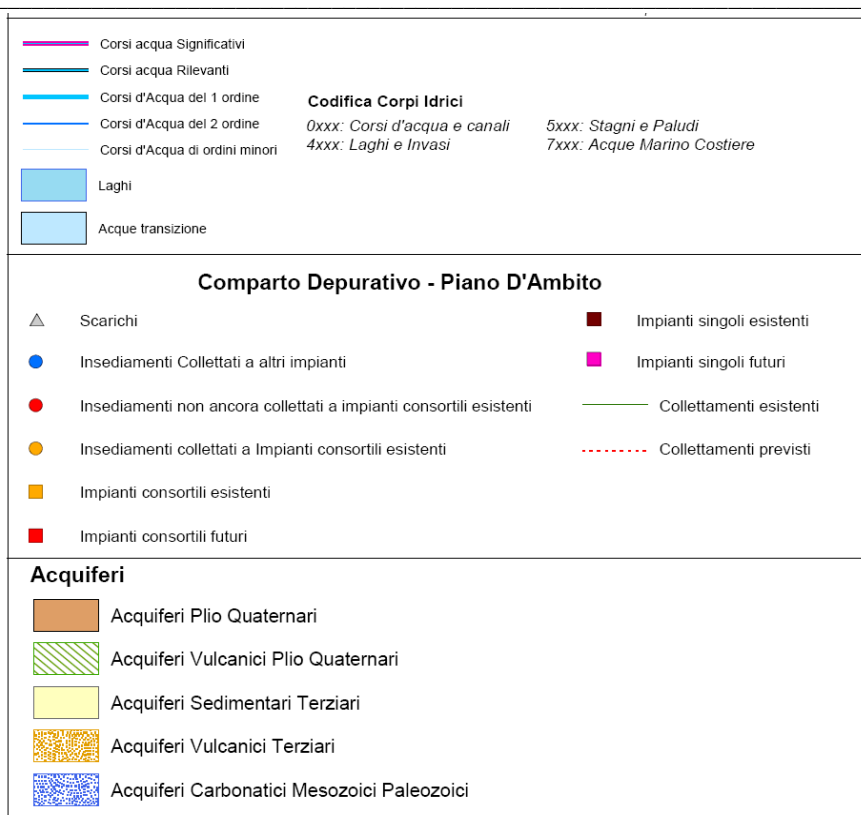 Corsi acqua Significativi
Corsi acqua Rilevanti
Corsi d'Acqua del 1 ordine
Corsi d'Acqua del 2 ordine
Corsi d'Acqua di ordini minori
Laghi
Acque transizione
Codifica Corpi Idrici
0xxx: Corsi d'acqua e canali 5xxx: Stagni e Paludi
4xxx: Laghi e Invasi 7xxx: Acque Marino Costiere
Comparto Depurativo - Piano D'Ambito
Scarichi
Insediamenti Collettati a altri impianti
Insediamenti non ancora collettati a impianti consortili esistenti
Insediamenti collettati a Impianti consortili esistenti
Impianti consortili esistenti
Impianti consortili futuri
Impianti singoli esistenti
Impianti singoli futuri
Collettamenti esistenti
Collettamenti previsti
Acquiferi
Acquiferi Plio Quaternari
Acquiferi Vulcanici Plio Quaternari
Acquiferi Sedimentari Terziari
Acquiferi Vulcanici Terziari
Acquiferi Carbonatici Mesozoici Paleozoici